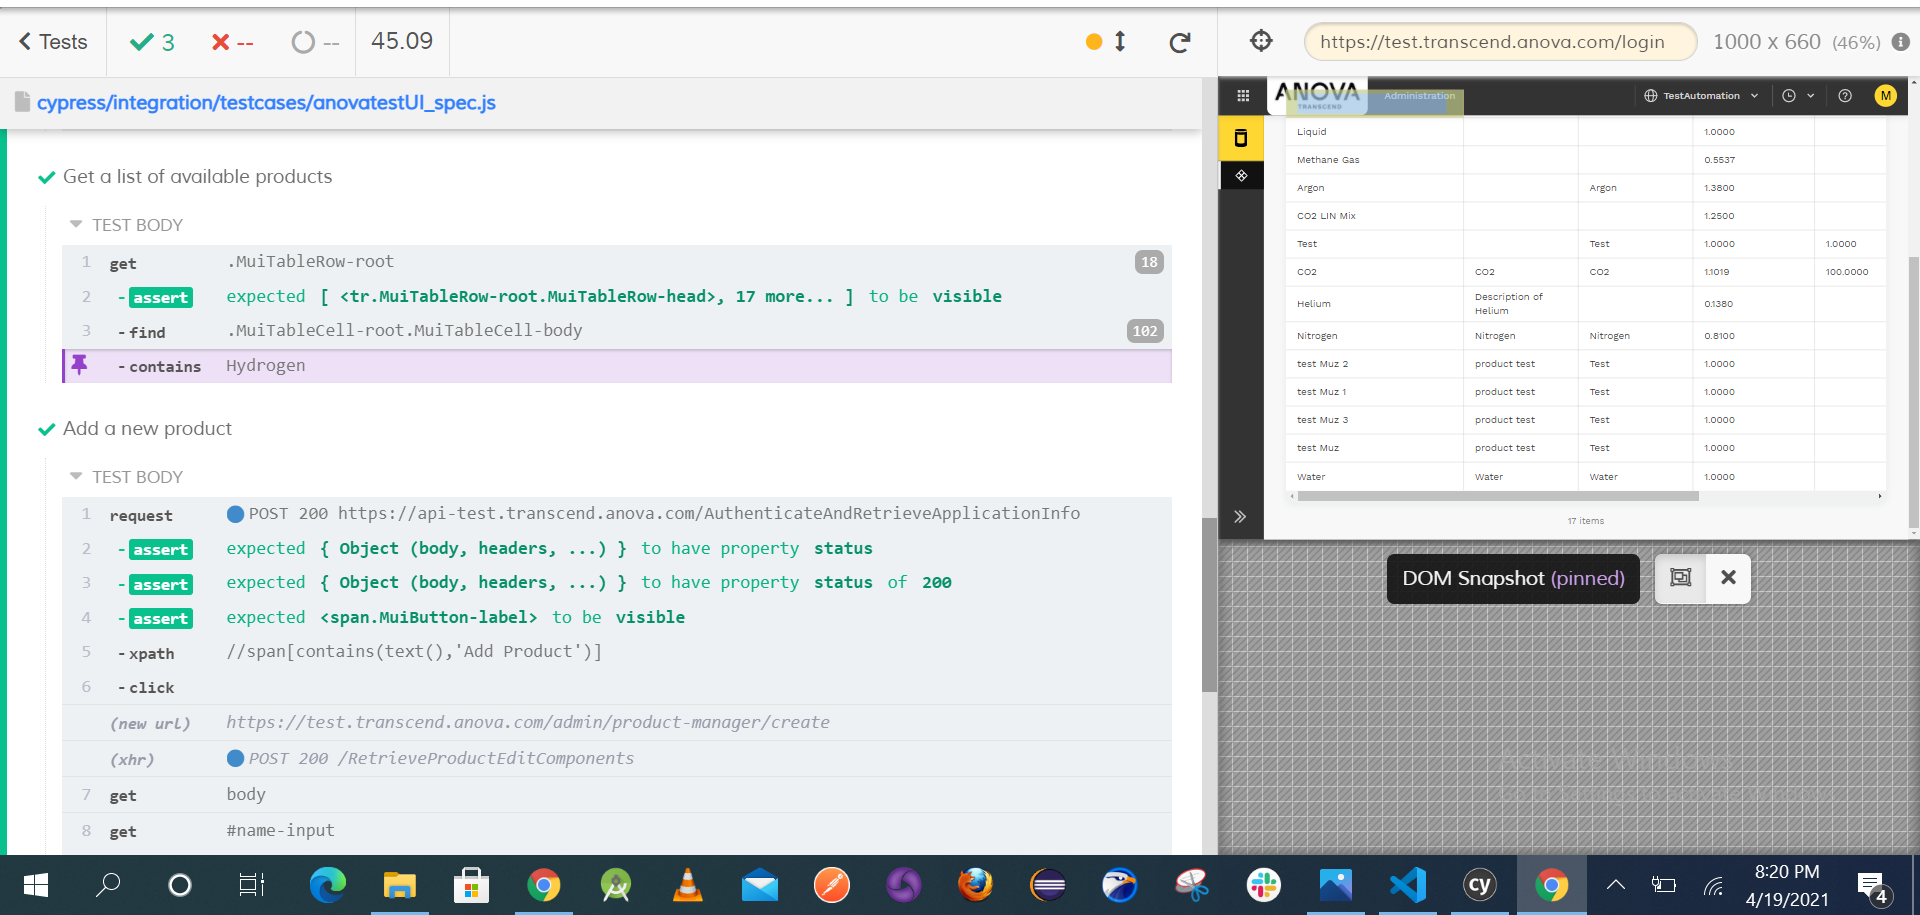 Tests
3
--
--
45.09
https://test.transcend.anova.com/login
1000 x 660 (46%)
cypress/integration/testcases/anovatestUI_spec.js
Get a list of available products
TEST BODY
1 get .MuiTableRow-root 18
2 -assert expected [ <tr.MuiTableRow-root.MuiTableRow-head>, 17 more... ] to be visible
3 -find .MuiTableCell-root.MuiTableCell-body 102
-contains Hydrogen
Add a new product
TEST BODY
1 request POST 200 https://api-test.transcend.anova.com/AuthenticateAndRetrieveApplicationInfo
2 -assert expected { Object (body, headers, ...) } to have property status
3 -assert expected { Object (body, headers, ...) } to have property status of 200
4 -assert expected <span.MuiButton-label> to be visible
5 -xpath //span[contains(text(),'Add Product')]
6 -click
(new url) https://test.transcend.anova.com/admin/product-manager/create
(xhr) POST 200 /RetrieveProductEditComponents
7 get body
8 get #name-input
ANOVA
TRANSCEND
Administration
TestAutomation
M
Liquid 1.0000
Methane Gas 0.5537
Argon Argon 1.3800
CO2 LIN Mix 1.2500
Test Test 1.0000 1.0000
CO2 CO2 CO2 1.1019 100.0000
Helium Description of Helium 0.1380
Nitrogen Nitrogen Nitrogen 0.8100
test Muz 2 product test Test 1.0000
test Muz 1 product test Test 1.0000
test Muz 3 product test Test 1.0000
test Muz product test Test 1.0000
Water Water Water 1.0000
17 items
DOM Snapshot (pinned)
Activate Windows
cy
8:20 PM
4/19/2021
4